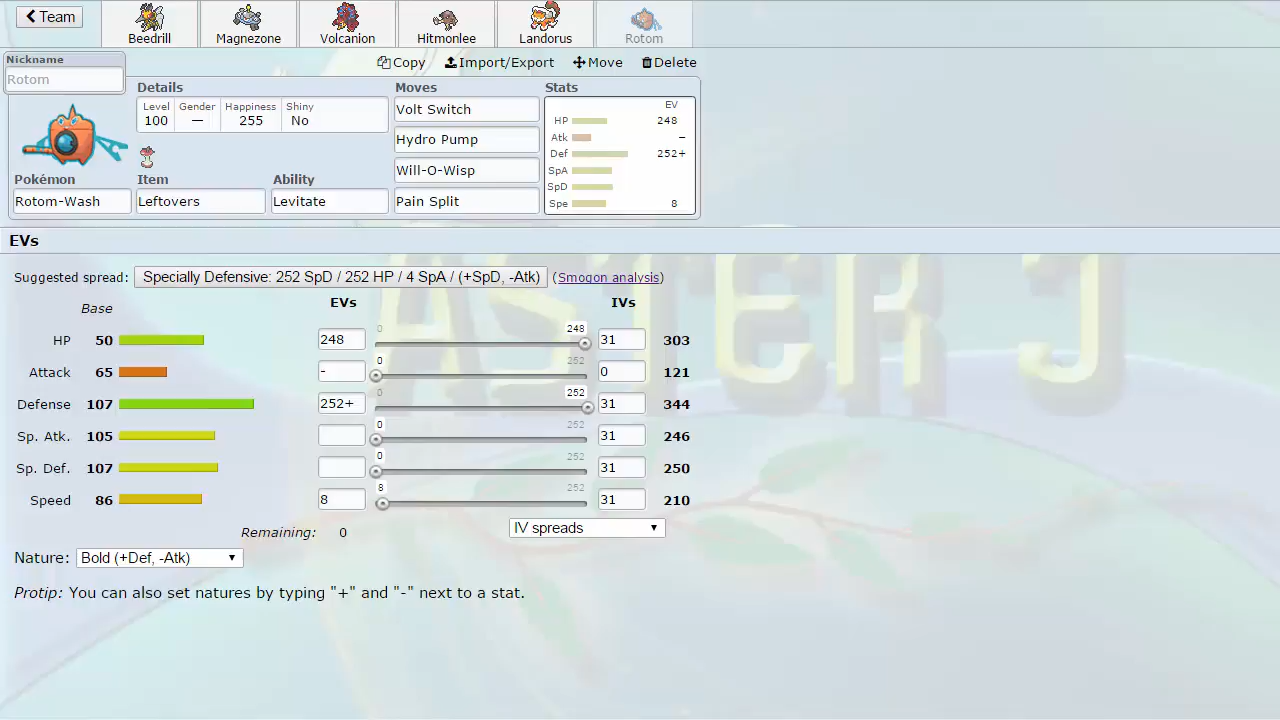 Team
Beedrill Magnezone Volcanion Hitmonlee Landorus Rotom
Nickname
Rotom
Copy Import/Export Move Delete
Details Moves Stats
Level Gender Happiness Shiny
100 — 255 No
Volt Switch
Hydro Pump
Will-O-Wisp
Pain Split
EV
HP 248
Atk –
Def 252+
SpA
SpD
Spe 8
Pokémon Item Ability
Rotom-Wash Leftovers Levitate
EVs
Suggested spread: Specially Defensive: 252 SpD / 252 HP / 4 SpA / (+SpD, -Atk) (Smogon analysis)
Base EVs IVs
HP 50 248 0 248 31 303
Attack 65 - 0 252 0 121
Defense 107 252+ 0 252 31 344
Sp. Atk. 105 0 252 31 246
Sp. Def. 107 0 252 31 250
Speed 86 8 8 252 31 210
Remaining: 0 IV spreads
Nature: Bold (+Def, -Atk)
Protip: You can also set natures by typing "+" and "-" next to a stat.
ASTER J